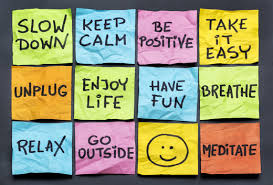 SLOW
DOWN
KEEP
CALM
BE
POSITIVE
TAKE
IT
EASY
UNPLUG
ENJOY
LIFE
HAVE
FUN
BREATHE
RELAX
GO
OUTSIDE
MEDITATE